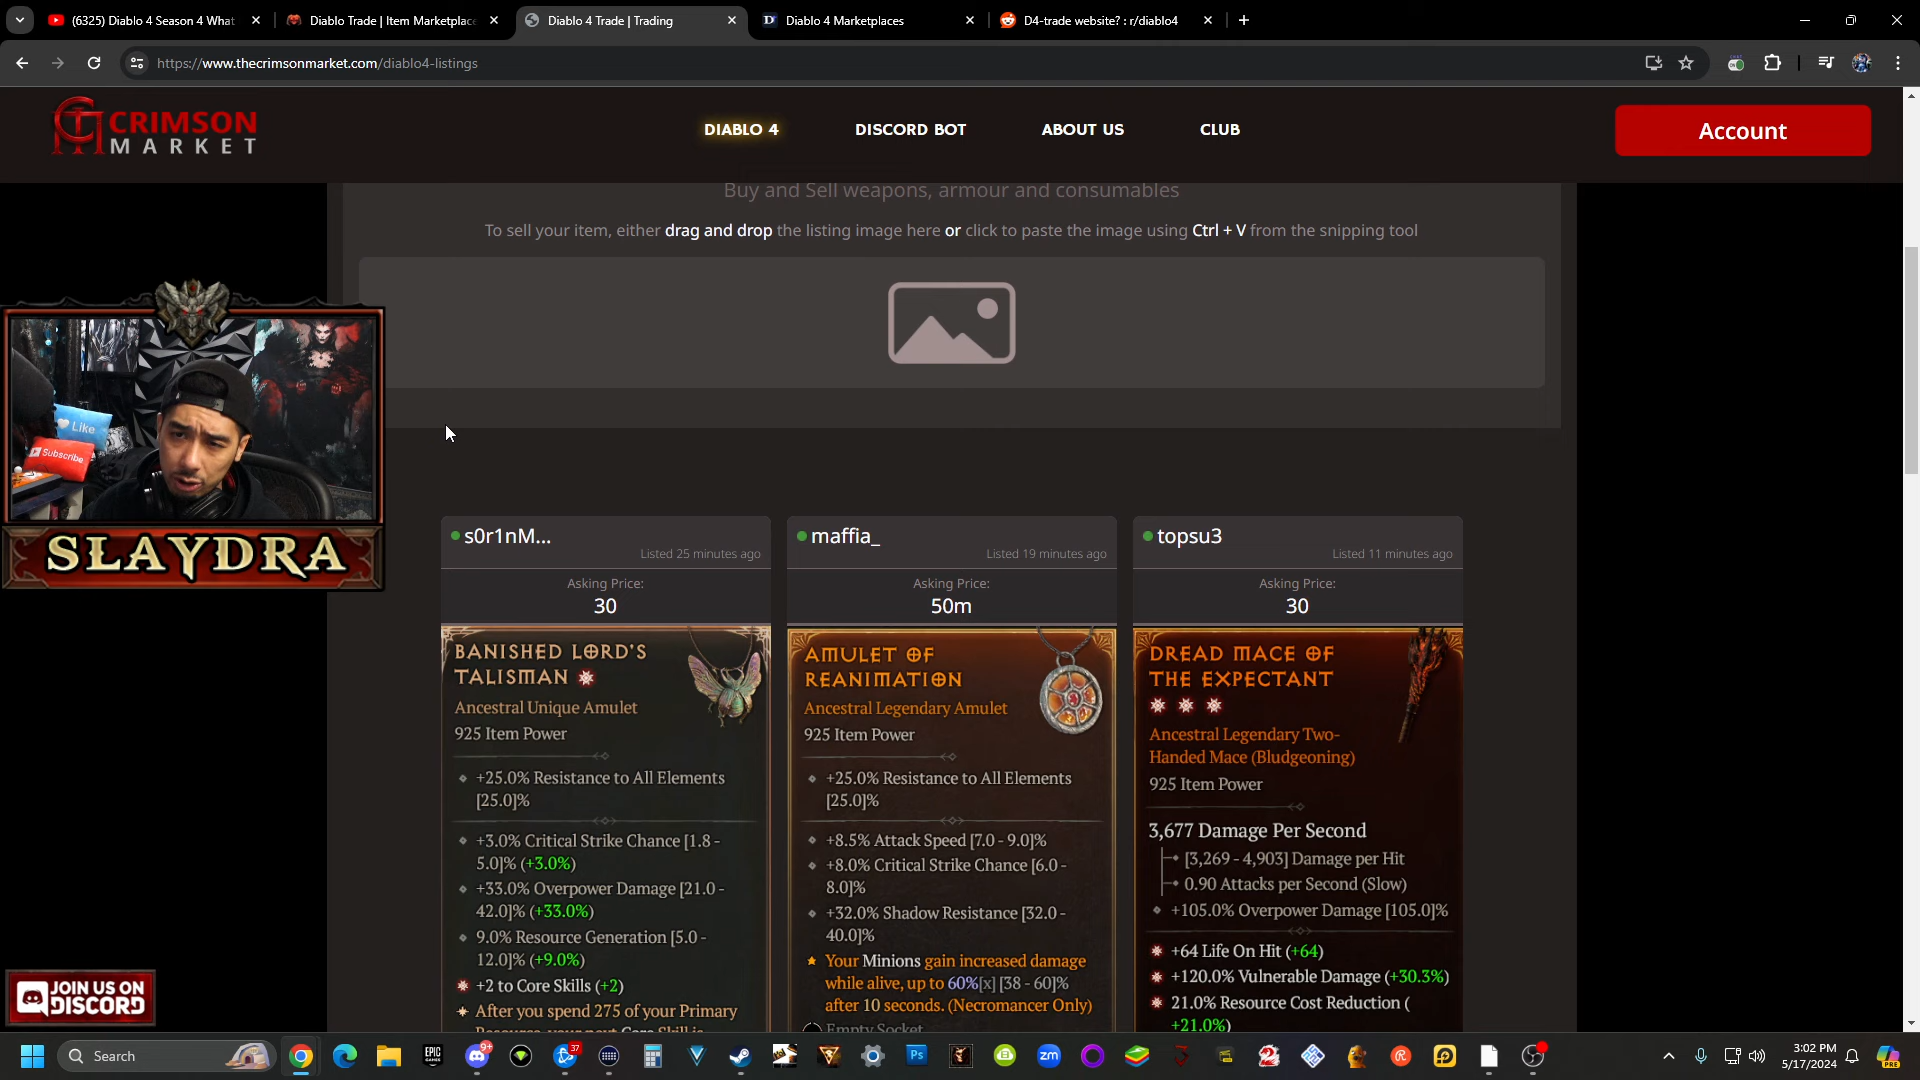 (6325) Diablo 4 Season 4 What
Diablo Trade | Item Marketplace
Diablo 4 Trade | Trading
Diablo 4 Marketplaces
D4-trade website? : r/diablo4
https://www.thecrimsonmarket.com/diablo4-listings
CRIMSON
MARKET
DIABLO 4
DISCORD BOT
ABOUT US
CLUB
Account
Buy and Sell weapons, armour and consumables
To sell your item, either drag and drop the listing image here or click to paste the image using Ctrl + V from the snipping tool
Like
Subscribe
SLAYDRA
JOIN US ON
DISCORD
s0r1nM...
Listed 25 minutes ago
Asking Price:
30
BANISHED LORD'S
TALISMAN
Ancestral Unique Amulet
925 Item Power
+25.0% Resistance to All Elements
[25.0]%
+3.0% Critical Strike Chance [1.8 -
5.0]% (+3.0%)
+33.0% Overpower Damage [21.0 -
42.0]% (+33.0%)
9.0% Resource Generation [5.0 -
12.0]% (+9.0%)
+2 to Core Skills (+2)
After you spend 275 of your Primary
Resource, your next Core Skill is
maffia_
Listed 19 minutes ago
Asking Price:
50m
AMULET OF
REANIMATION
Ancestral Legendary Amulet
925 Item Power
+25.0% Resistance to All Elements
[25.0]%
+8.5% Attack Speed [7.0 - 9.0]%
+8.0% Critical Strike Chance [6.0 -
8.0]%
+32.0% Shadow Resistance [32.0 -
40.0]%
Your Minions gain increased damage
while alive, up to 60%[x] [38 - 60]%
after 10 seconds. (Necromancer Only)
Empty Socket
topsu3
Listed 11 minutes ago
Asking Price:
30
DREAD MACE OF
THE EXPECTANT
Ancestral Legendary Two-
Handed Mace (Bludgeoning)
925 Item Power
3,677 Damage Per Second
[3,269 - 4,903] Damage per Hit
0.90 Attacks per Second (Slow)
+105.0% Overpower Damage [105.0]%
+64 Life On Hit (+64)
+120.0% Vulnerable Damage (+30.3%)
21.0% Resource Cost Reduction (
+21.0%)
Search
EPIC
GAMES
9+
37
Ps
zm
PRE
3:02 PM
5/17/2024